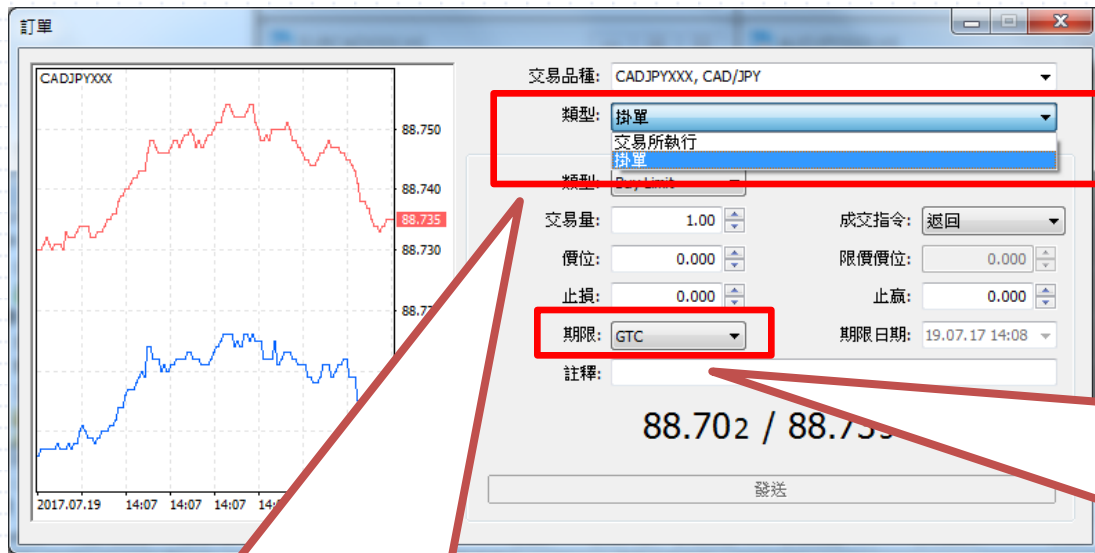 訂單
CADJPYXXX
88.750
88.740
88.735
88.730
2017.07.19 14:07 14:07 14:07
交易品種: CADJPYXXX, CAD/JPY
類型: 掛單
交易所執行
掛單
類型: Buy Limit
交易量: 1.00 成交指令: 返回
價位: 0.000 限價價位: 0.000
止損: 0.000 止贏: 0.000
期限: GTC 期限日期: 19.07.17 14:08
註釋:
88.702 /
發送